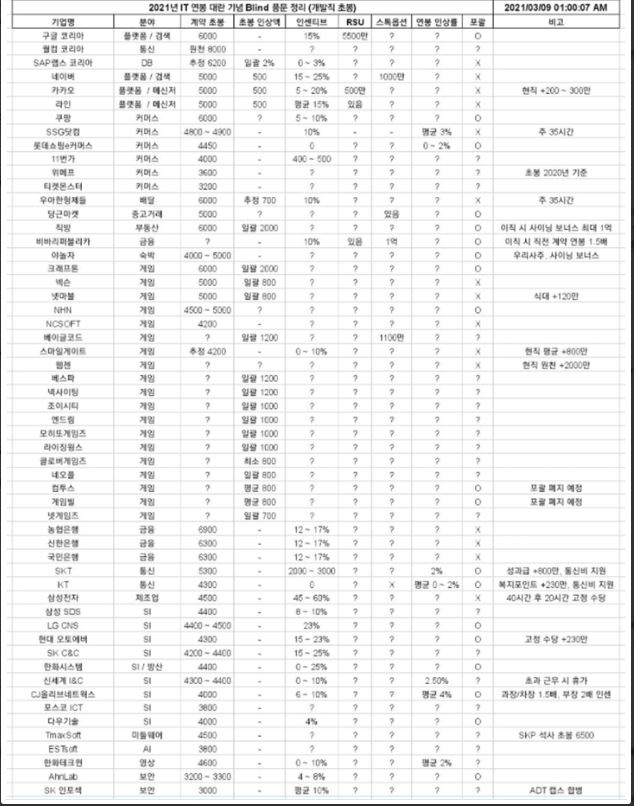 2021년 IT 연봉 대란 기념 Blind 풍문 정리 (개발직 초봉) 2021/03/09 01:00:07 AM
기업명 분야 계약 초봉 초봉 인상액 인센티브 RSU 스톡옵션 연봉 인상률 포괄 비고
구글 코리아 플랫폼 / 검색 6000 - 15% 5500만 ? ? O
퀄컴 코리아 통신 원천 8000 - ? ? ? ? ?
SAP랩스 코리아 DB 추정 6200 일괄 2% 0 ~ 3% ? ? ? X
네이버 플랫폼 / 검색 5000 500 15 ~ 25% ? 1000만 ? X
카카오 플랫폼 / 메신저 5000 500 5 ~ 20% 500만 ? ? X 현직 +200 ~ 300만
라인 플랫폼 / 메신저 5000 500 평균 15% 있음 ? ? X
쿠팡 커머스 6000 ? 5 ~ 10% ? ? ? O
SSG닷컴 커머스 4800 ~ 4900 - 10% - - 평균 3% X 주 35시간
롯데쇼핑e커머스 커머스 4450 - 0 ? ? 0 ~ 2% O
11번가 커머스 4000 - 400 ~ 500 ? ? ? ?
위메프 커머스 3600 - ? ? ? ? ? 초봉 2020년 기준
티켓몬스터 커머스 3200 - ? ? ? ? ?
우아한형제들 배달 6000 추정 700 10% ? ? ? X 주 35시간
당근마켓 중고거래 5000 ? ? ? 있음 ? O
직방 부동산 6000 일괄 2000 ? ? ? ? O 이직 시 사이닝 보너스 최대 1억
비바리퍼블리카 금융 ? - 10% 있음 1억 ? O 이직 시 직전 계약 연봉 1.5배
야놀자 숙박 4000 ~ 5000 - ? ? ? ? O 우리사주, 사이닝 보너스
크래프톤 게임 6000 일괄 2000 ? ? ? ? O
넥슨 게임 5000 일괄 800 ? ? ? ? X
넷마블 게임 5000 일괄 800 ? ? ? ? X 식대 +120만
NHN 게임 4500 ~ 5000 ? ? ? ? ? O
NCSOFT 게임 4200 - ? ? ? ? X
베이글코드 게임 ? 일괄 1200 ? ? 1100만 ? ?
스마일게이트 게임 추정 4200 - 0 ~ 10% ? ? ? X 현직 평균 +800만
웹젠 게임 ? ? ? ? ? ? X 현직 원천 +2000만
베스파 게임 ? 일괄 1200 ? ? ? ? ?
넥사이팅 게임 ? 일괄 1200 ? ? ? ? ?
조이시티 게임 ? 일괄 1000 ? ? ? ? ?
엔드림 게임 ? 일괄 1000 ? ? ? ? ?
모히또게임즈 게임 ? 일괄 1000 ? ? ? ? ?
라이징윙스 게임 ? 일괄 1000 ? ? ? ? ?
클로버게임즈 게임 ? 최소 800 ? ? ? ? ?
네오플 게임 ? 일괄 800 ? ? ? ? ?
컴투스 게임 ? 평균 800 ? ? ? ? O 포괄 폐지 예정
게임빌 게임 ? 평균 800 ? ? ? ? O 포괄 폐지 예정
넷게임즈 게임 ? 일괄 700 ? ? ? ? ?
농협은행 금융 6900 - 12 ~ 17% ? ? ? X
신한은행 금융 6300 - 12 ~ 17% ? ? ? X
국민은행 금융 6300 - 12 ~ 17% ? ? ? X
SKT 통신 5300 - 2000 ~ 3000 ? ? 2% O 성과급 +800만, 통신비 지원
KT 통신 4300 - 0 ? X 평균 0 ~ 2% O 복지포인트 +230만, 통신비 지원
삼성전자 제조업 4500 - 45 ~ 60% ? ? ? X 40시간 후 20시간 고정 수당
삼성 SDS SI 4400 - 8 ~ 10% ? ? ? ?
LG CNS SI 4400 ~ 4500 - 23% ? ? ? O
현대 오토에버 SI 4300 - 15 ~ 23% ? ? ? O 고정 수당 +230만
SK C&C SI 4200 ~ 4400 - 15 ~ 25% ? ? ? ?
한화시스템 SI / 방산 4400 - 0 ~ 25% ? ? ? O
신세계 I&C SI 4300 ~ 4400 - 0 ~ 10% ? ? 2.50% ? 초과 근무 시 휴가
CJ올리브네트웍스 SI 4000 - 6 ~ 10% ? ? 평균 4% O 과장/차장 1.5배, 부장 2배 인센
포스코 ICT SI 3800 - ? ? ? ? ?
다우기술 SI 4000 - 4% ? ? ? O
TmaxSoft 미들웨어 4500 - ? ? ? ? ? SKP 석사 초봉 6500
ESTsoft AI 3800 - ? ? ? ? ?
한화테크윈 영상 4600 - 0 ~ 10% ? ? 평균 2% ?
AhnLab 보안 3200 ~ 3300 - 4 ~ 8% ? ? ? O
SK 인포섹 보안 3000 - 평균 10% ? ? ? ? ADT 캡스 합병